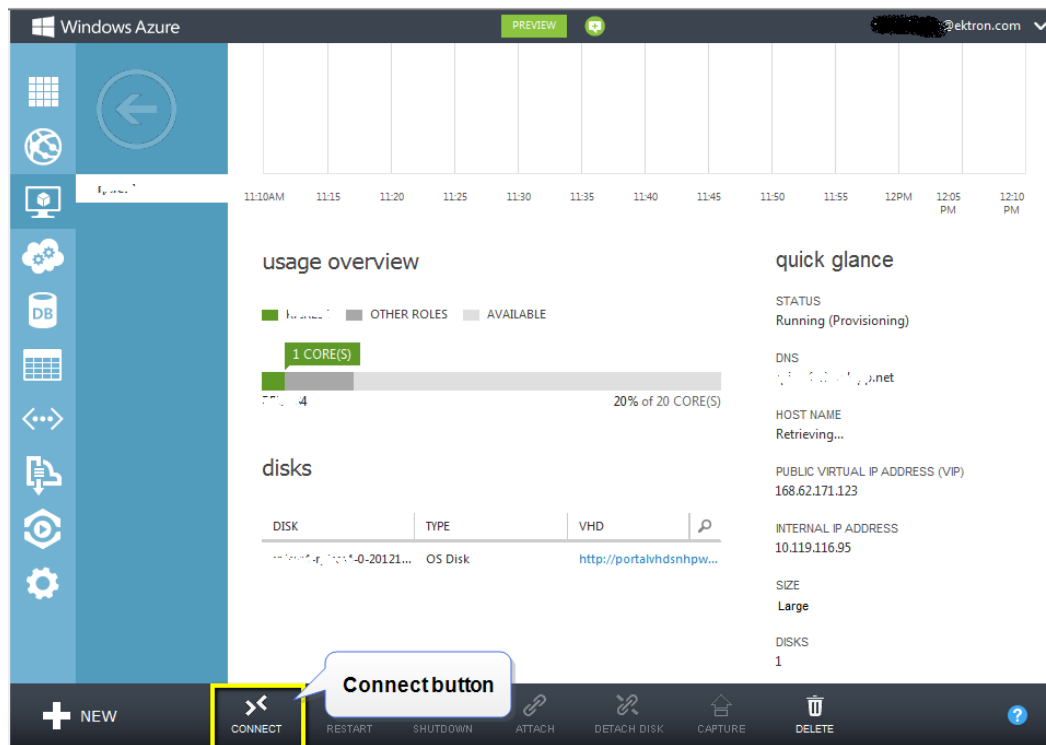 Windows Azure
PREVIEW
@ektron.com
11:10AM 11:15 11:20 11:25 11:30 11:35 11:40 11:45 11:50 11:55 12PM 12:05 PM 12:10 PM
usage overview
OTHER ROLES AVAILABLE
1 CORE(S)
20% of 20 CORE(S)
disks
DISK TYPE VHD
-0-20121... OS Disk http://portalvhdsnhpw...
quick glance
STATUS
Running (Provisioning)
DNS
.net
HOST NAME
Retrieving...
PUBLIC VIRTUAL IP ADDRESS (VIP)
168.62.171.123
INTERNAL IP ADDRESS
10.119.116.95
SIZE
Large
DISKS
1
DB
Connect button
NEW
CONNECT RESTART SHUTDOWN ATTACH DETACH DISK CAPTURE DELETE
?